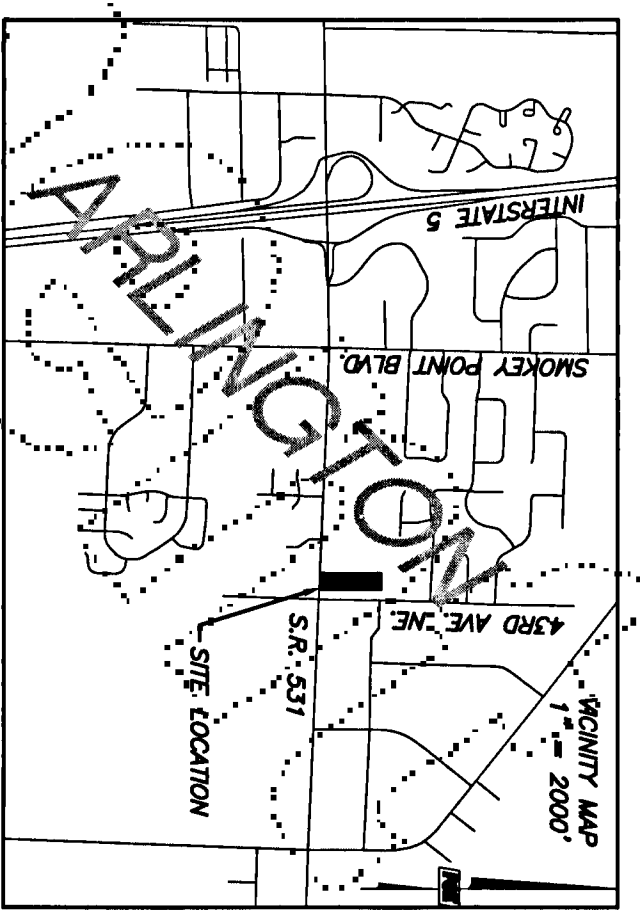 VICINITY MAP
1" = 2000'
ARLINGTON
INTERSTATE 5
SMOKEY POINT BLVD.
43RD AVE. NE.
S.R. 531
SITE LOCATION